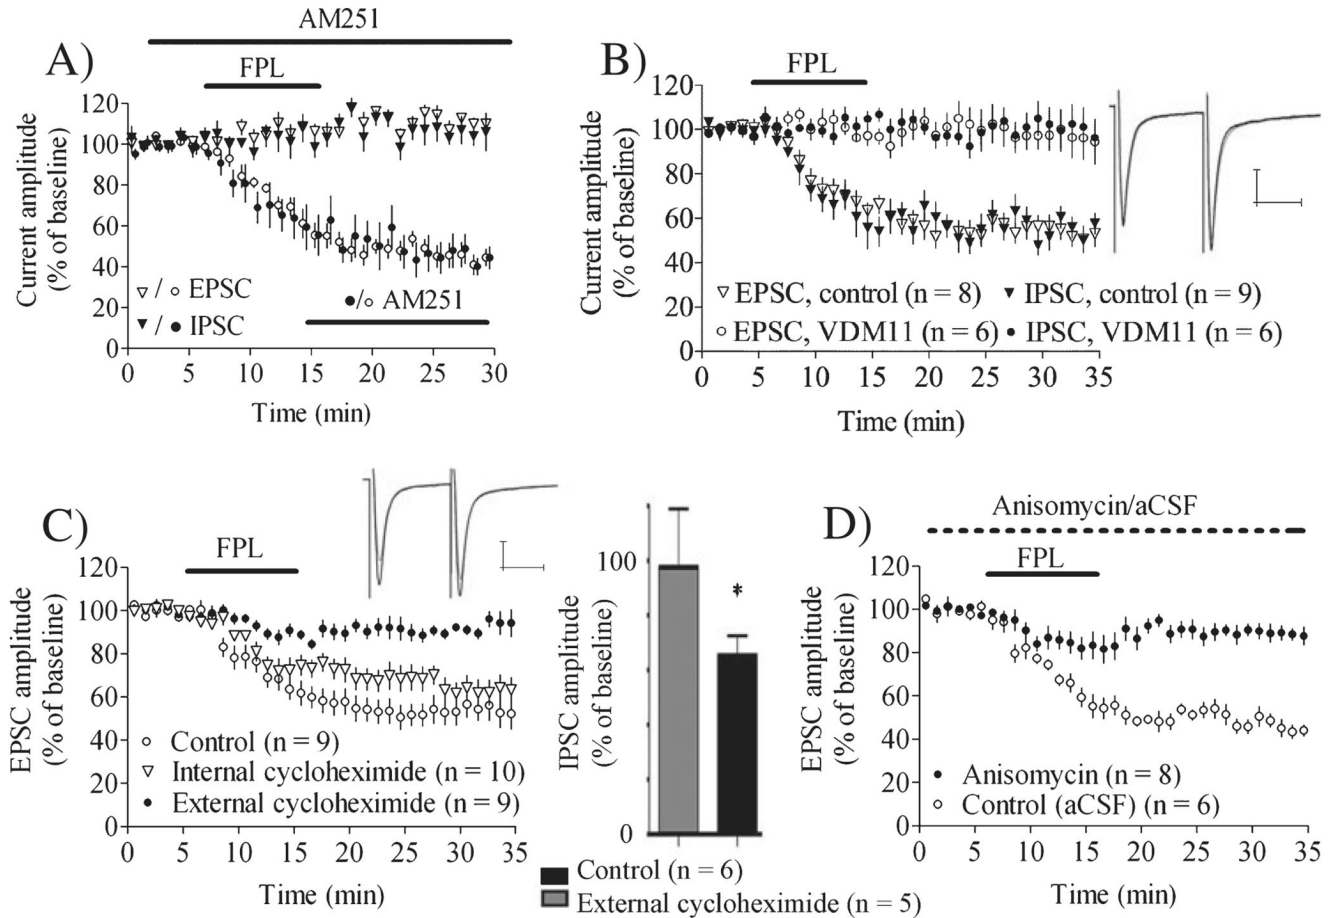 A)
AM251
FPL
Current amplitude
(% of baseline)
120
100
80
60
40
20
0
▽ / ○ EPSC
▼ / ● IPSC
●/○ AM251
0 5 10 15 20 25 30
Time (min)
B)
FPL
Current amplitude
(% of baseline)
120
100
80
60
40
20
0
▽ EPSC, control (n = 8) ▼ IPSC, control (n = 9)
○ EPSC, VDM11 (n = 6) ● IPSC, VDM11 (n = 6)
0 5 10 15 20 25 30 35
Time (min)
C)
FPL
EPSC amplitude
(% of baseline)
120
100
80
60
40
20
0
○ Control (n = 9)
▽ Internal cycloheximide (n = 10)
● External cycloheximide (n = 9)
0 5 10 15 20 25 30 35
Time (min)
IPSC amplitude
(% of baseline)
100
0
*
Control (n = 6)
External cycloheximide (n = 5)
D)
Anisomycin/aCSF
FPL
EPSC amplitude
(% of baseline)
120
100
80
60
40
20
0
● Anisomycin (n = 8)
○ Control (aCSF) (n = 6)
0 5 10 15 20 25 30 35
Time (min)